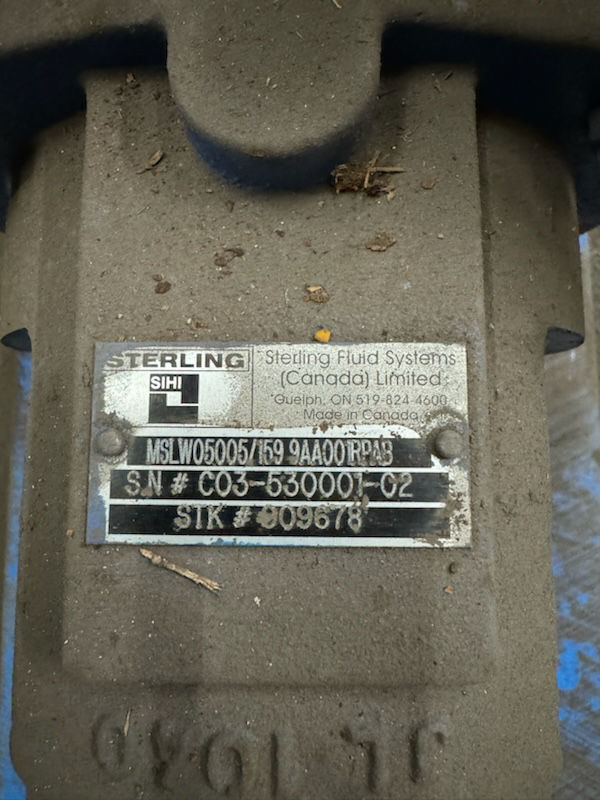 STERLING
SIHI
Sterling Fluid Systems
(Canada) Limited
Guelph, ON 519-824-4600
Made in Canada
MSLW05005/159 9AA001RPAB
S.N # C03-530001-02
STK # 909678